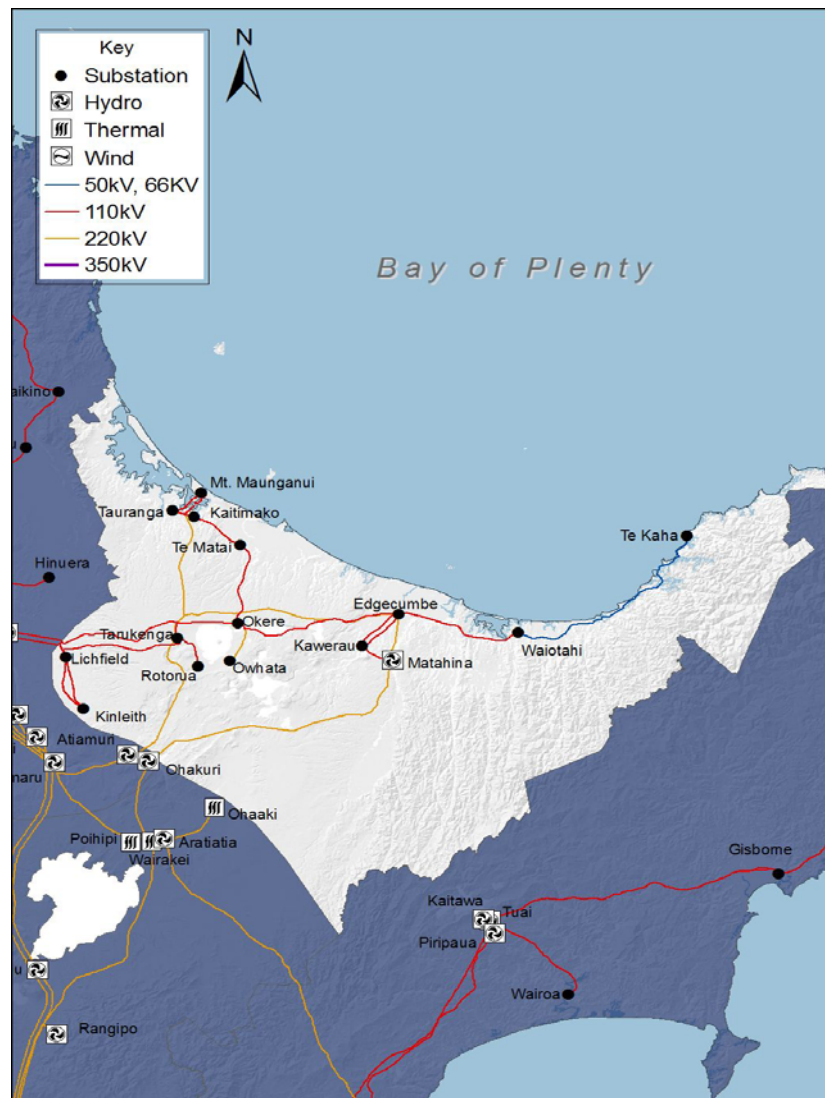 Key
N
Substation
Hydro
Thermal
Wind
50kV, 66KV
110kV
220kV
350kV
Bay of Plenty
aikino
u
Mt. Maunganui
Tauranga
Kaitimako
Te Matai
Te Kaha
Hinuera
Edgecumbe
Okere
Tarukenga
Waiotahi
Kawerau
Lichfield
Rotorua
Owhata
Matahina
Kinleith
Atiamuri
i
Ohakuri
maru
Ohaaki
Poihipi
Aratiatia
Wairakei
Gisborne
Kaitawa
Tuai
Piripaua
u
Wairoa
Rangipo